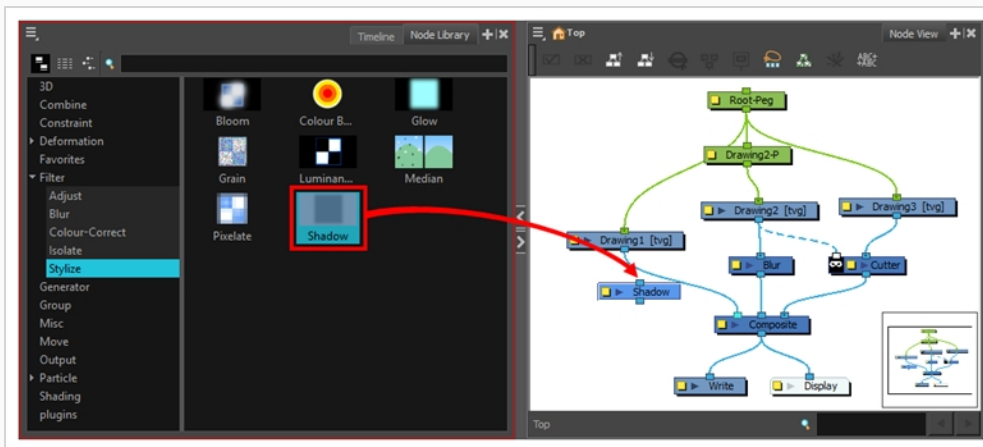 Timeline
Node Library
3D
Combine
Constraint
Deformation
Favorites
Filter
Adjust
Blur
Colour-Correct
Isolate
Stylize
Generator
Group
Misc
Move
Output
Particle
Shading
plugins
Bloom
Colour B...
Glow
Grain
Luminan...
Median
Pixelate
Shadow
Top
Node View
ABC
ABC
Root-Peg
Drawing2-P
Drawing2 [tvg]
Drawing3 [tvg]
Drawing1 [tvg]
Blur
Cutter
Shadow
Composite
Write
Display
Top